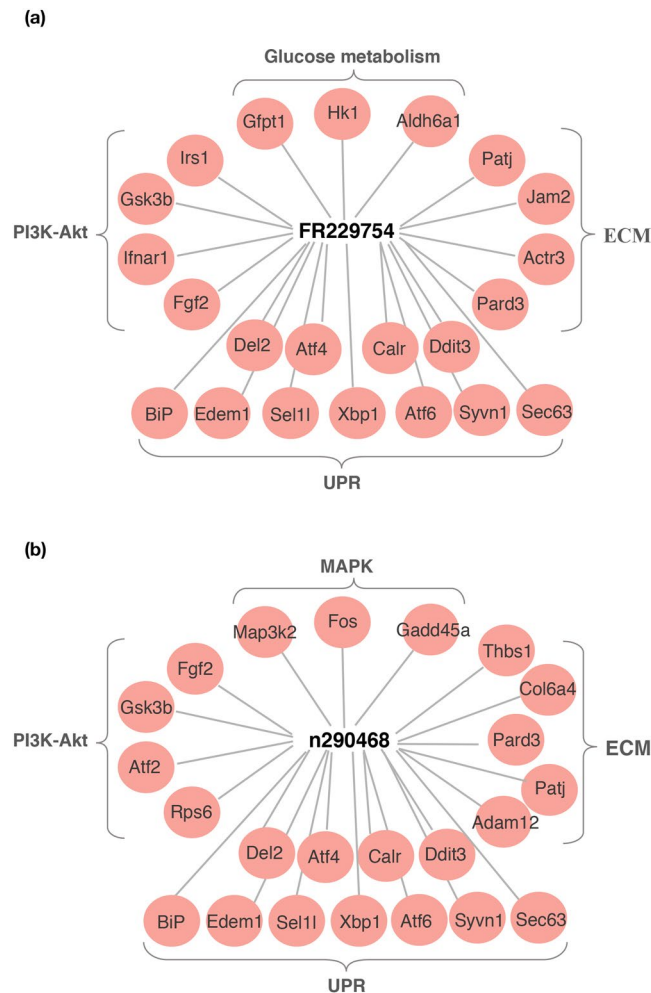 (a)
Glucose metabolism
Gfpt1
Hk1
Aldh6a1
Irs1
Patj
Gsk3b
Jam2
PI3K-Akt
FR229754
ECM
Ifnar1
Actr3
Fgf2
Pard3
Del2
Atf4
Calr
Ddit3
BiP
Edem1
Sel1l
Xbp1
Atf6
Syvn1
Sec63
UPR
(b)
MAPK
Map3k2
Fos
Gadd45a
Thbs1
Fgf2
Col6a4
Gsk3b
PI3K-Akt
n290468
Pard3
ECM
Atf2
Patj
Rps6
Adam12
Del2
Atf4
Calr
Ddit3
BiP
Edem1
Sel1l
Xbp1
Atf6
Syvn1
Sec63
UPR